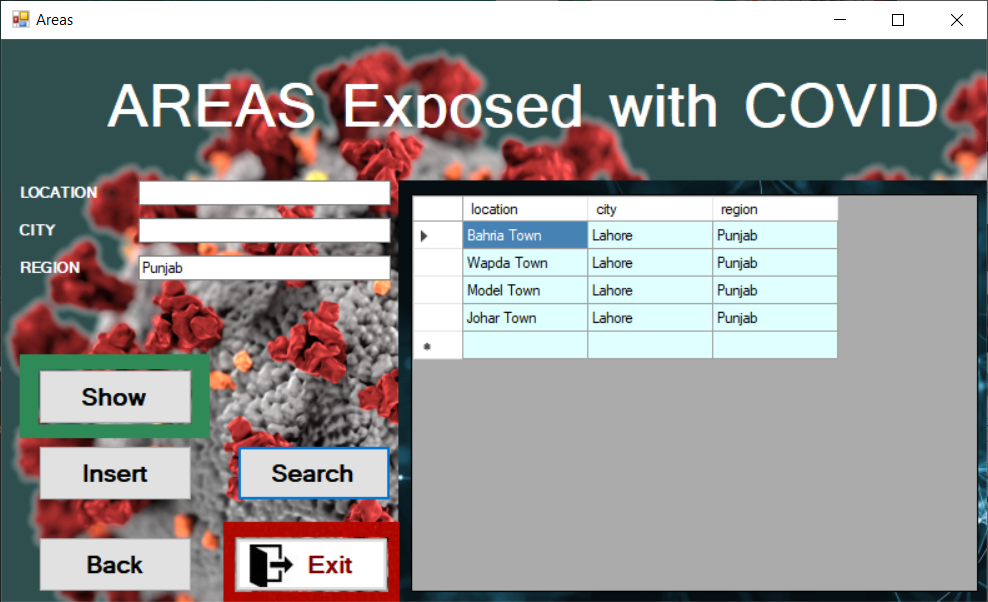 Areas
AREAS Exposed with COVID
LOCATION
CITY
REGION Punjab
location city region
Bahria Town Lahore Punjab
Wapda Town Lahore Punjab
Model Town Lahore Punjab
Johar Town Lahore Punjab
Show
Insert Search
Back Exit